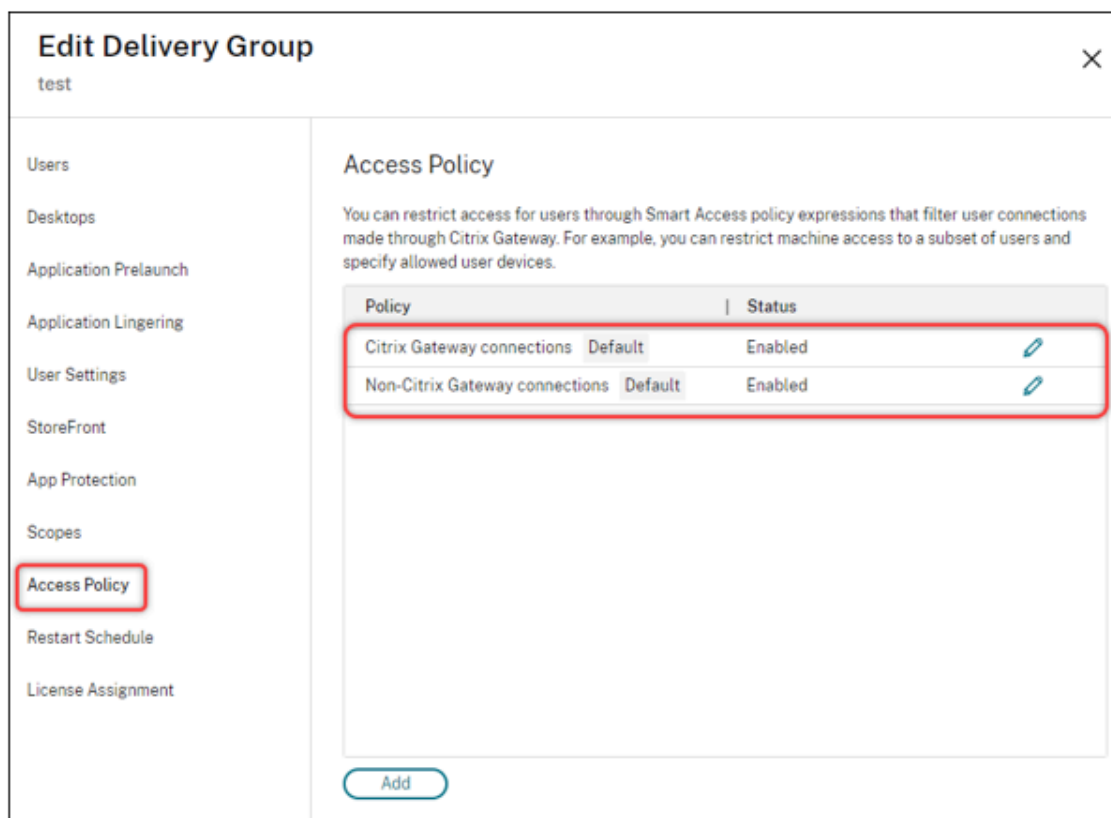 Edit Delivery Group
test
Users
Desktops
Application Prelaunch
Application Lingering
User Settings
StoreFront
App Protection
Scopes
Access Policy
Restart Schedule
License Assignment
Access Policy
You can restrict access for users through Smart Access policy expressions that filter user connections
made through Citrix Gateway. For example, you can restrict machine access to a subset of users and
specify allowed user devices.
Policy | Status
Citrix Gateway connections Default Enabled
Non-Citrix Gateway connections Default Enabled
Add